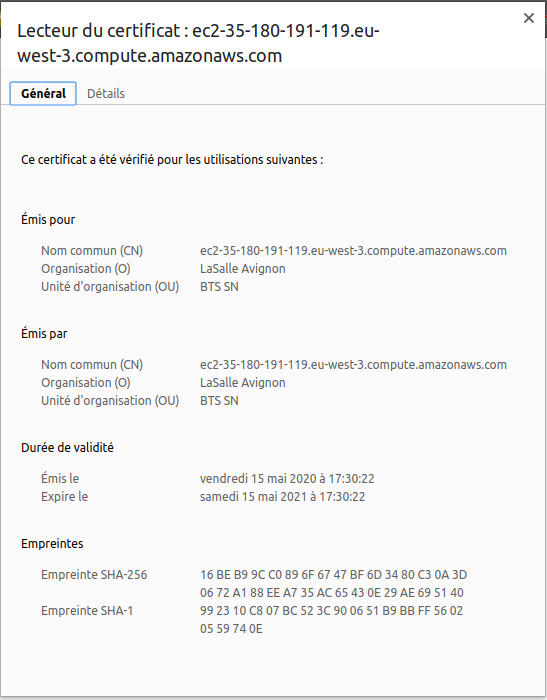 Lecteur du certificat : ec2-35-180-191-119.eu-
west-3.compute.amazonaws.com
Général Détails
Ce certificat a été vérifié pour les utilisations suivantes :
Émis pour
Nom commun (CN) ec2-35-180-191-119.eu-west-3.compute.amazonaws.com
Organisation (O) LaSalle Avignon
Unité d'organisation (OU) BTS SN
Émis par
Nom commun (CN) ec2-35-180-191-119.eu-west-3.compute.amazonaws.com
Organisation (O) LaSalle Avignon
Unité d'organisation (OU) BTS SN
Durée de validité
Émis le vendredi 15 mai 2020 à 17:30:22
Expire le samedi 15 mai 2021 à 17:30:22
Empreintes
Empreinte SHA-256 16 BE B9 9C C0 89 6F 67 47 BF 6D 34 80 C3 0A 3D
06 72 A1 88 EE A7 35 AC 65 43 0E 29 AE 69 51 40
Empreinte SHA-1 99 23 10 C8 07 BC 52 3C 90 06 51 B9 BB FF 56 02
05 59 74 0E